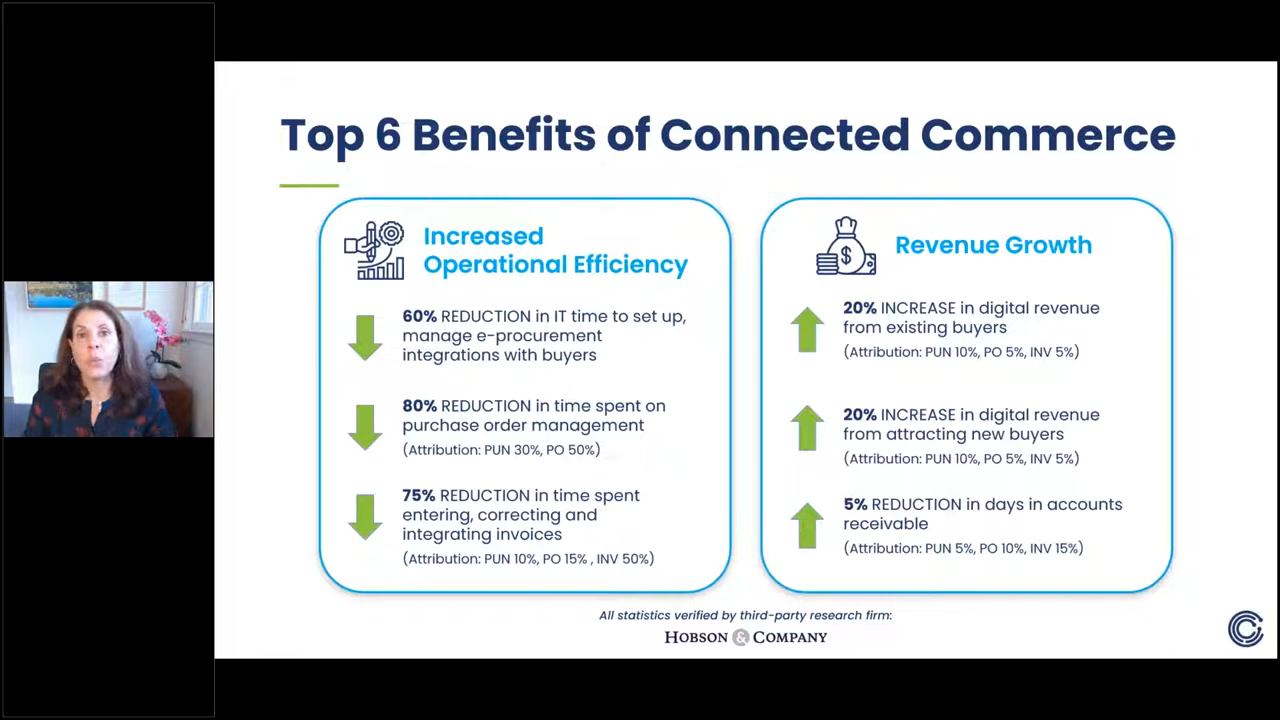 Top 6 Benefits of Connected Commerce
Increased
Operational Efficiency
60% REDUCTION in IT time to set up,
manage e-procurement
integrations with buyers
80% REDUCTION in time spent on
purchase order management
(Attribution: PUN 30%, PO 50%)
75% REDUCTION in time spent
entering, correcting and
integrating invoices
(Attribution: PUN 10%, PO 15% , INV 50%)
$
Revenue Growth
20% INCREASE in digital revenue
from existing buyers
(Attribution: PUN 10%, PO 5%, INV 5%)
20% INCREASE in digital revenue
from attracting new buyers
(Attribution: PUN 10%, PO 5%, INV 5%)
5% REDUCTION in days in accounts
receivable
(Attribution: PUN 5%, PO 10%, INV 15%)
All statistics verified by third-party research firm:
HOBSON & COMPANY